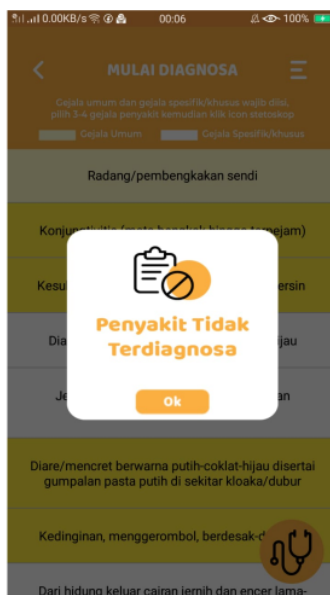 0.00KB/s 00:06 100%
MULAI DIAGNOSA
Gejala umum dan gejala spesifik/khusus wajib diisi,
pilih 3-4 gejala penyakit kemudian klik icon stetoskop
Gejala Umum Gejala Spesifik/khusus
Radang/pembengkakan sendi
ersin
Penyakit Tidak
Terdiagnosa
Ok
Diare/mencret berwarna putih-coklat-hijau disertai
gumpalan pasta putih di sekitar kloaka/dubur
Kedinginan, menggerombol,
Dari hidung keluar cairan jernih dan encer lama-